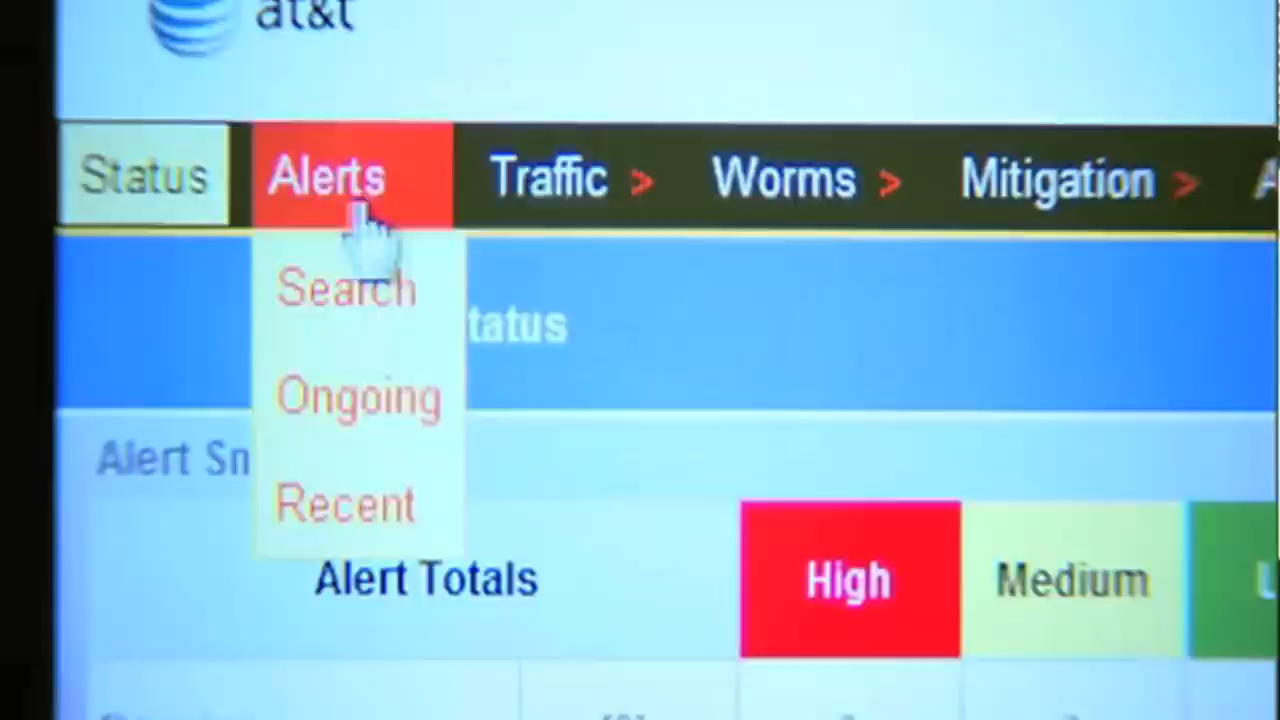 at&t
Status Alerts Traffic > Worms > Mitigation >
Search
tatus
Ongoing
Alert Sn
Recent
Alert Totals High Medium